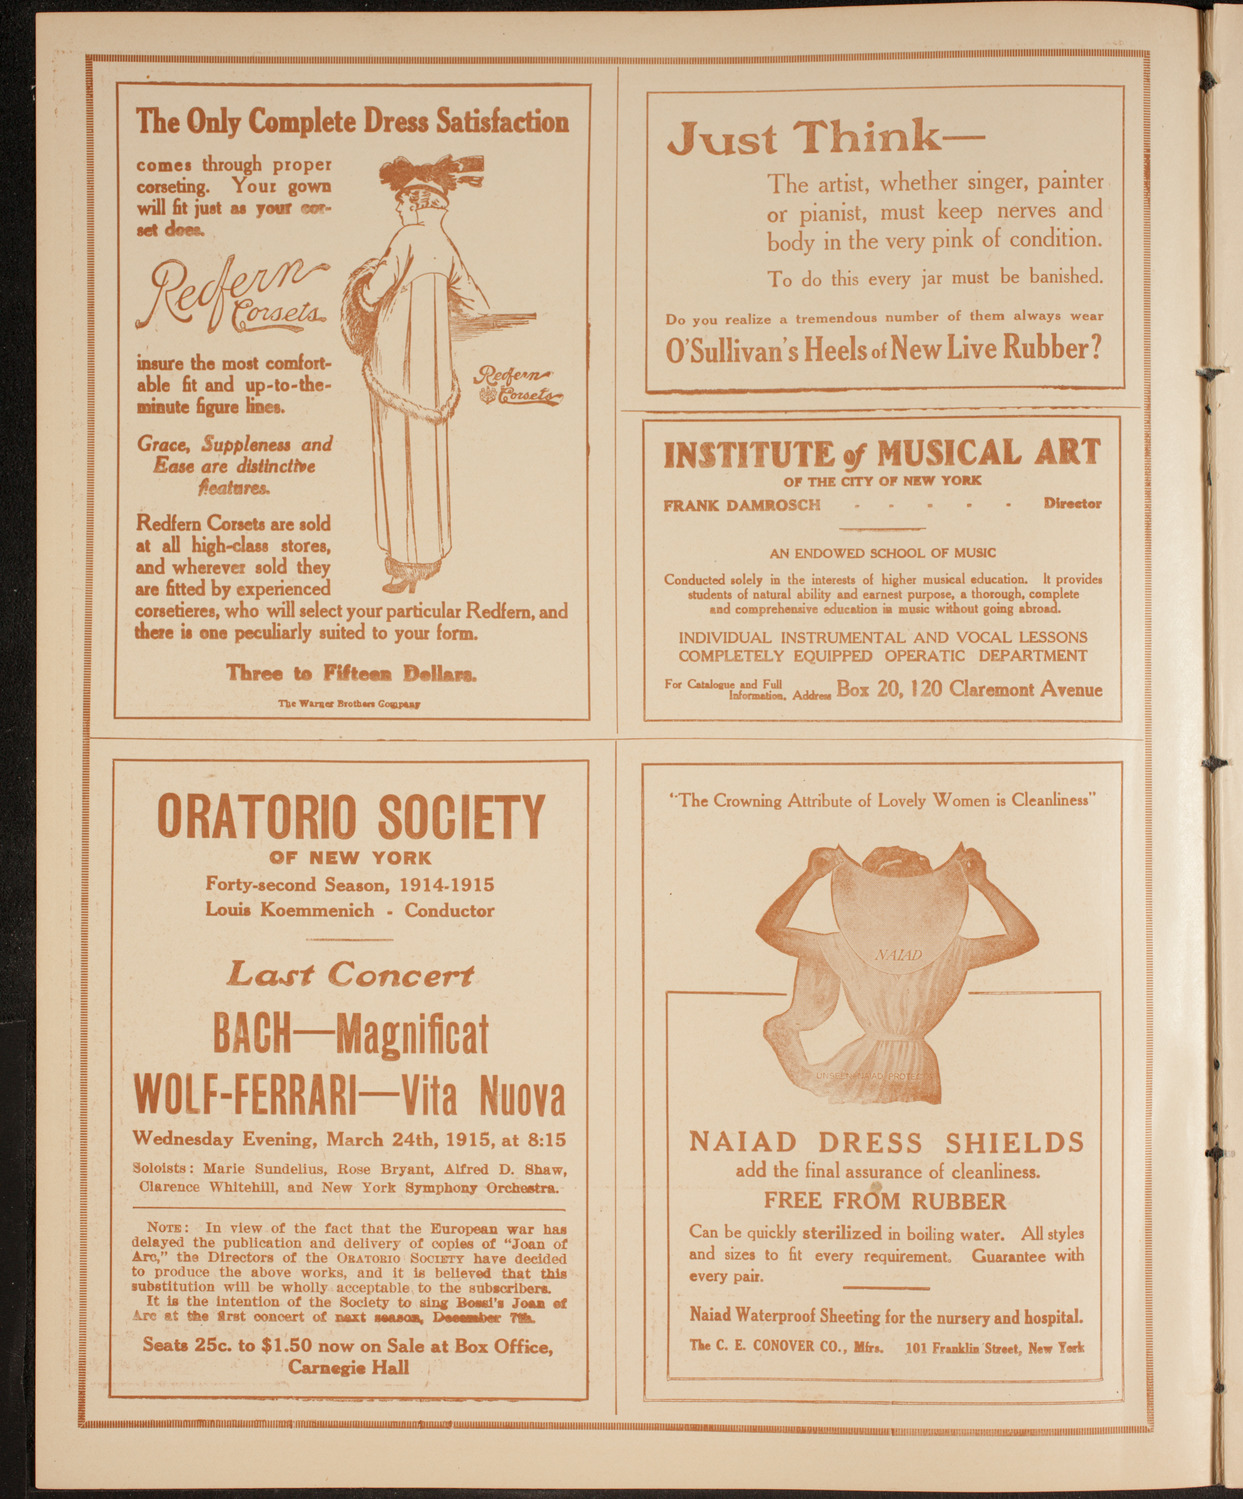 The Only Complete Dress Satisfaction
comes through proper
corseting. Your gown
will fit just as your cor-
set does.
Redfern
Corsets
insure the most comfort-
able fit and up-to-the-
minute figure lines.
Grace, Suppleness and
Ease are distinctive
features.
Redfern
Corsets
Redfern Corsets are sold
at all high-class stores,
and wherever sold they
are fitted by experienced
corsetieres, who will select your particular Redfern, and
there is one peculiarly suited to your form.
Three to Fifteen Dollars.
The Warner Brothers Company
Just Think—
The artist, whether singer, painter
or pianist, must keep nerves and
body in the very pink of condition.
To do this every jar must be banished.
Do you realize a tremendous number of them always wear
O'Sullivan's Heels of New Live Rubber?
INSTITUTE of MUSICAL ART
OF THE CITY OF NEW YORK
FRANK DAMROSCH - - - - - Director
AN ENDOWED SCHOOL OF MUSIC
Conducted solely in the interests of higher musical education. It provides
students of natural ability and earnest purpose, a thorough, complete
and comprehensive education in music without going abroad.
INDIVIDUAL INSTRUMENTAL AND VOCAL LESSONS
COMPLETELY EQUIPPED OPERATIC DEPARTMENT
For Catalogue and Full
Information, Address Box 20, 120 Claremont Avenue
ORATORIO SOCIETY
OF NEW YORK
Forty-second Season, 1914-1915
Louis Koemmenich - Conductor
Last Concert
BACH—Magnificat
WOLF-FERRARI—Vita Nuova
Wednesday Evening, March 24th, 1915, at 8:15
Soloists: Marie Sundelius, Rose Bryant, Alfred D. Shaw,
Clarence Whitehill, and New York Symphony Orchestra.
NOTE: In view of the fact that the European war has
delayed the publication and delivery of copies of "Joan of
Arc," the Directors of the ORATORIO SOCIETY have decided
to produce the above works, and it is believed that this
substitution will be wholly acceptable to the subscribers.
It is the intention of the Society to sing Bossi's Joan of
Arc at the first concert of next season, December 7th.
Seats 25c. to $1.50 now on Sale at Box Office,
Carnegie Hall
"The Crowning Attribute of Lovely Women is Cleanliness"
NAIAD
UNSEEN NAIAD PROTECTS
NAIAD DRESS SHIELDS
add the final assurance of cleanliness.
FREE FROM RUBBER
Can be quickly sterilized in boiling water. All styles
and sizes to fit every requirement. Guarantee with
every pair.
Naiad Waterproof Sheeting for the nursery and hospital.
The C. E. CONOVER CO., Mfrs. 101 Franklin Street, New York